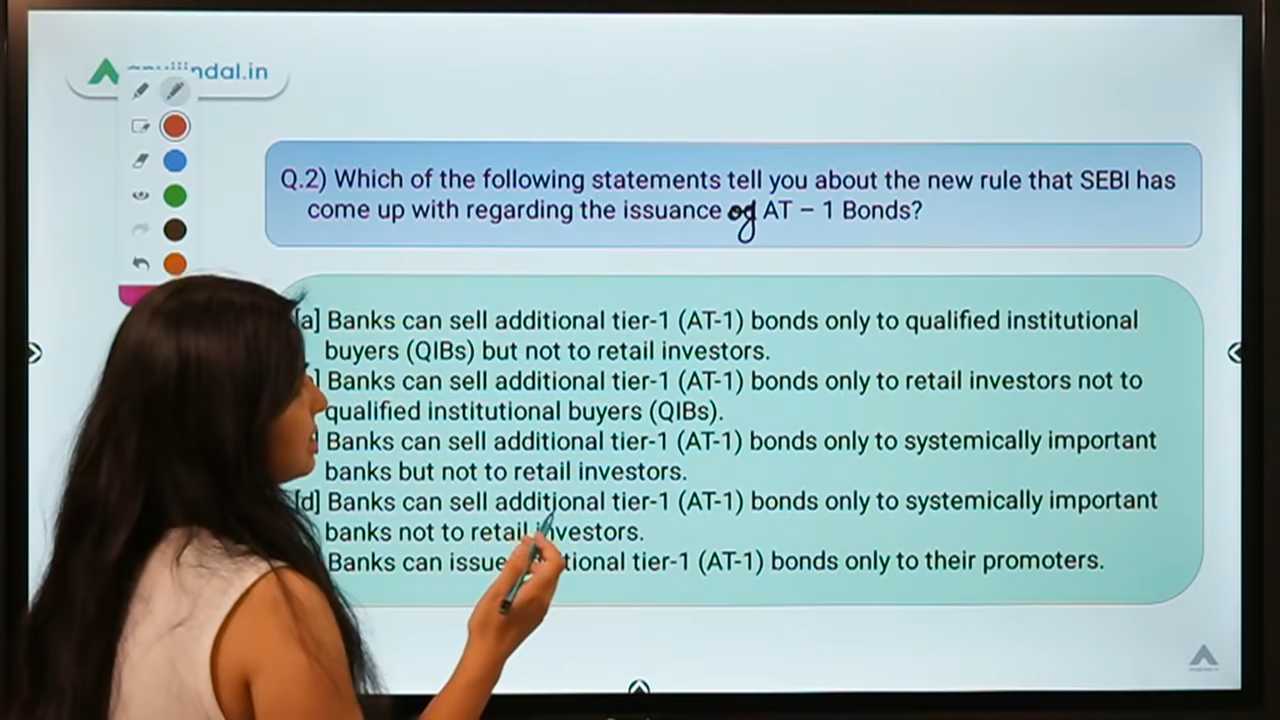 ndal.in
Q.2) Which of the following statements tell you about the new rule that SEBI has
come up with regarding the issuance og AT – 1 Bonds?
[a] Banks can sell additional tier-1 (AT-1) bonds only to qualified institutional
buyers (QIBs) but not to retail investors.
] Banks can sell additional tier-1 (AT-1) bonds only to retail investors not to
qualified institutional buyers (QIBs).
Banks can sell additional tier-1 (AT-1) bonds only to systemically important
banks but not to retail investors.
[d] Banks can sell additional tier-1 (AT-1) bonds only to systemically important
banks not to retail investors.
Banks can issue tional tier-1 (AT-1) bonds only to their promoters.